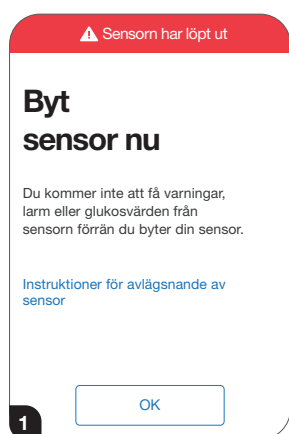 Sensorn har löpt ut
Byt
sensor nu
Du kommer inte att få varningar,
larm eller glukosvärden från
sensorn förrän du byter din sensor.
Instruktioner för avlägsnande av
sensor
OK
1